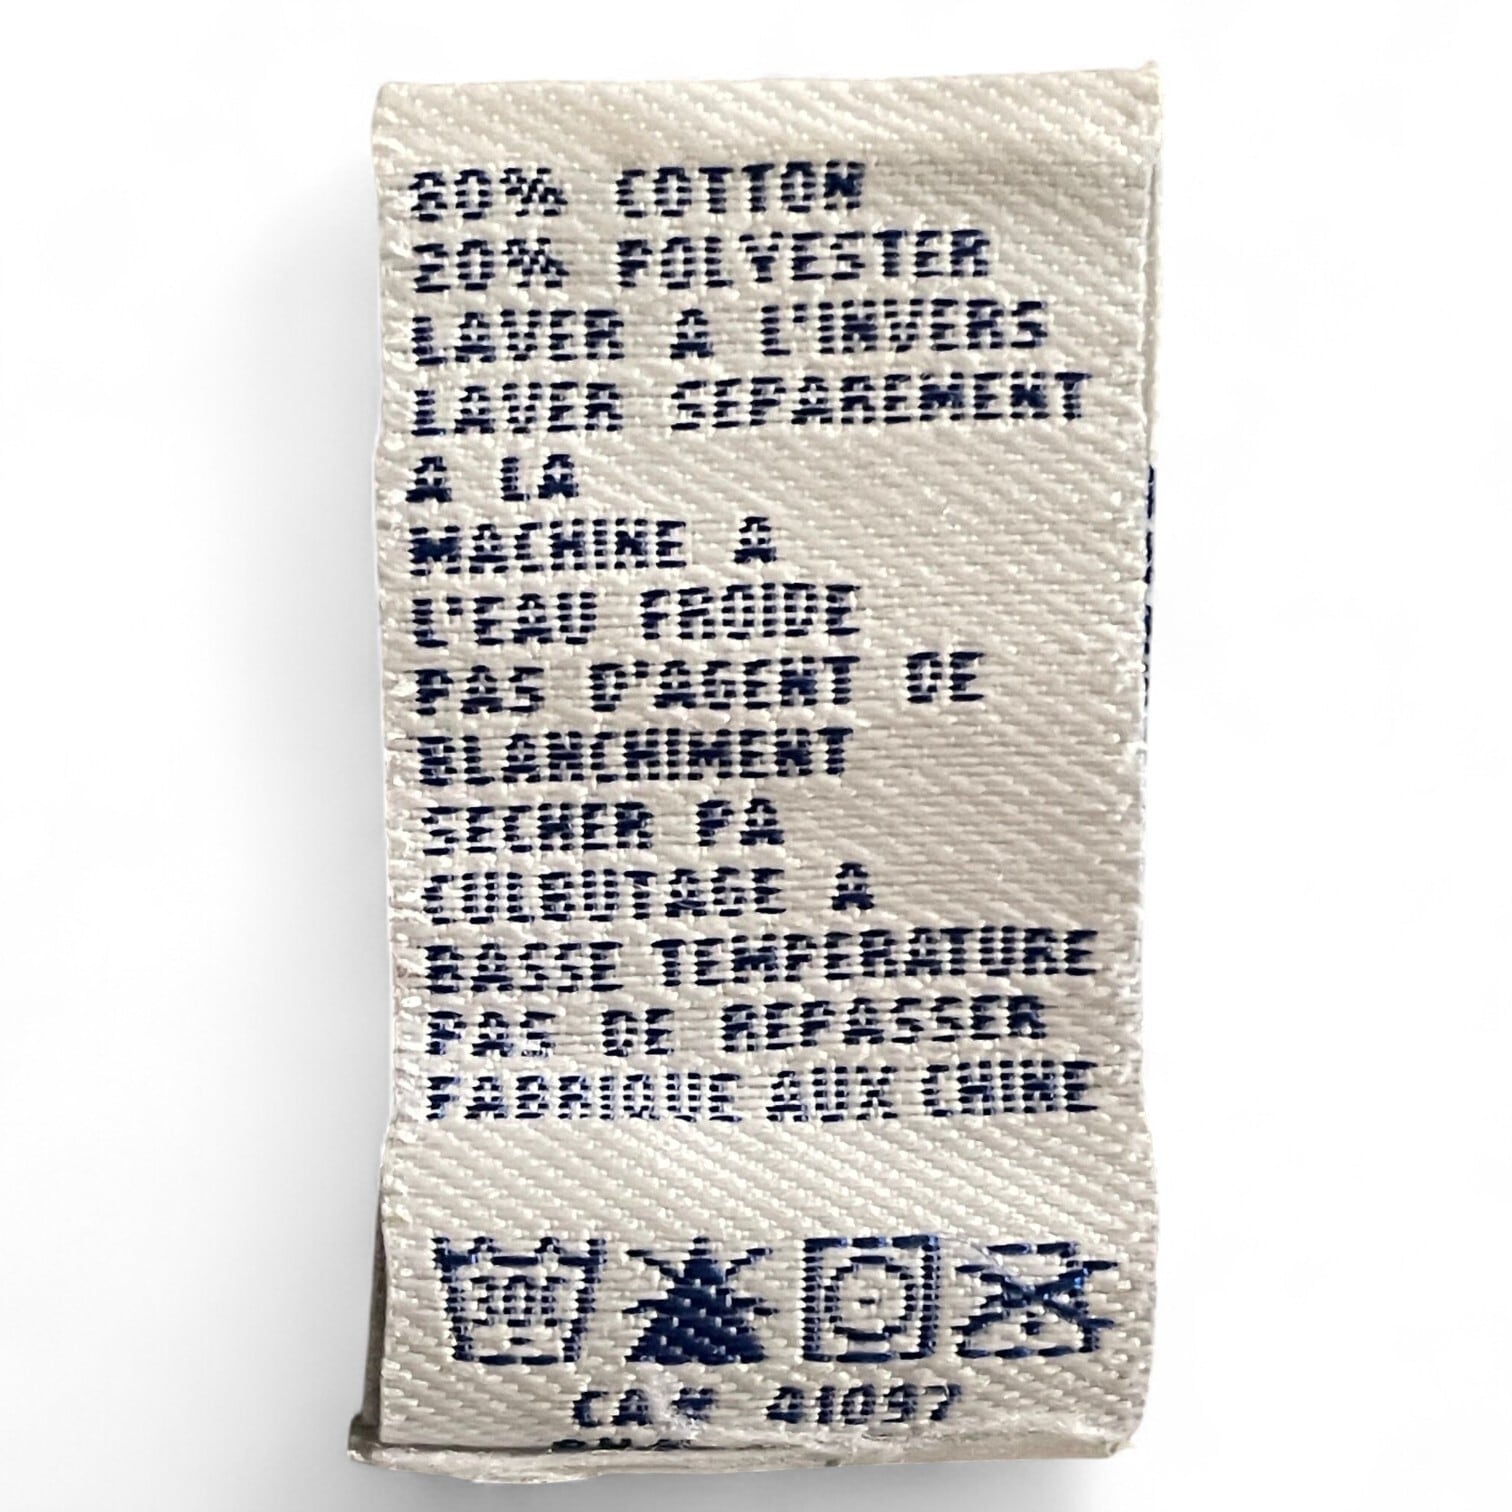 80% COTTON
20% POLYESTER
LAVER A L'INVERS
LAVER SEPAREMENT
A LA
MACHINE A
L'EAU FROIDE
PAS D'AGENT DE
BLANCHIMENT
SECHER PA
CULBUTAGE A
BASSE TEMPERATURE
PAS DE REPASSER
FABRIQUE AUX CHINE
30C
CA# 41097